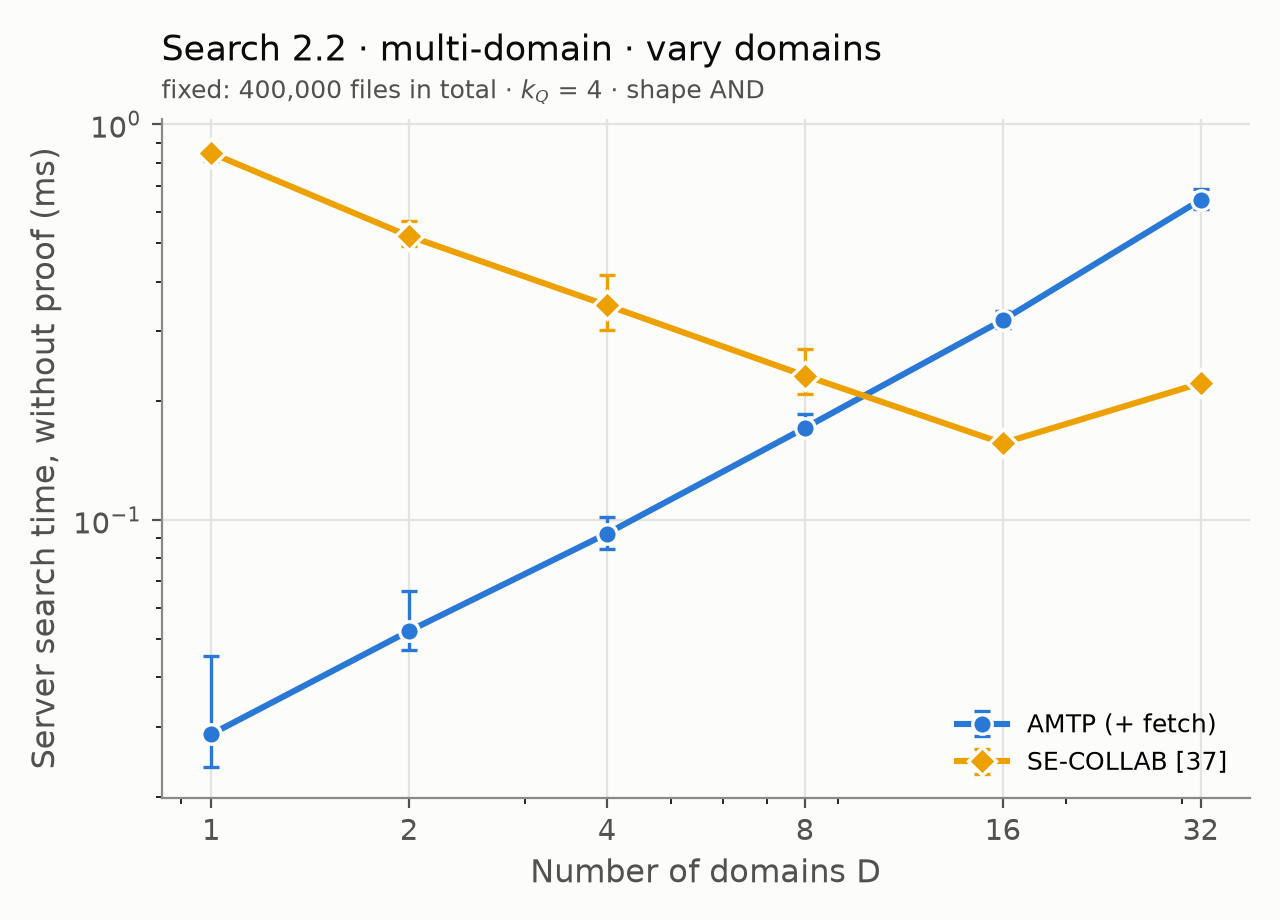 Search 2.2 · multi-domain · vary domains
fixed: 400,000 files in total · k_Q = 4 · shape AND
Server search time, without proof (ms)
10⁰
10⁻¹
AMTP (+ fetch)
SE-COLLAB [37]
1 2 4 8 16 32
Number of domains D